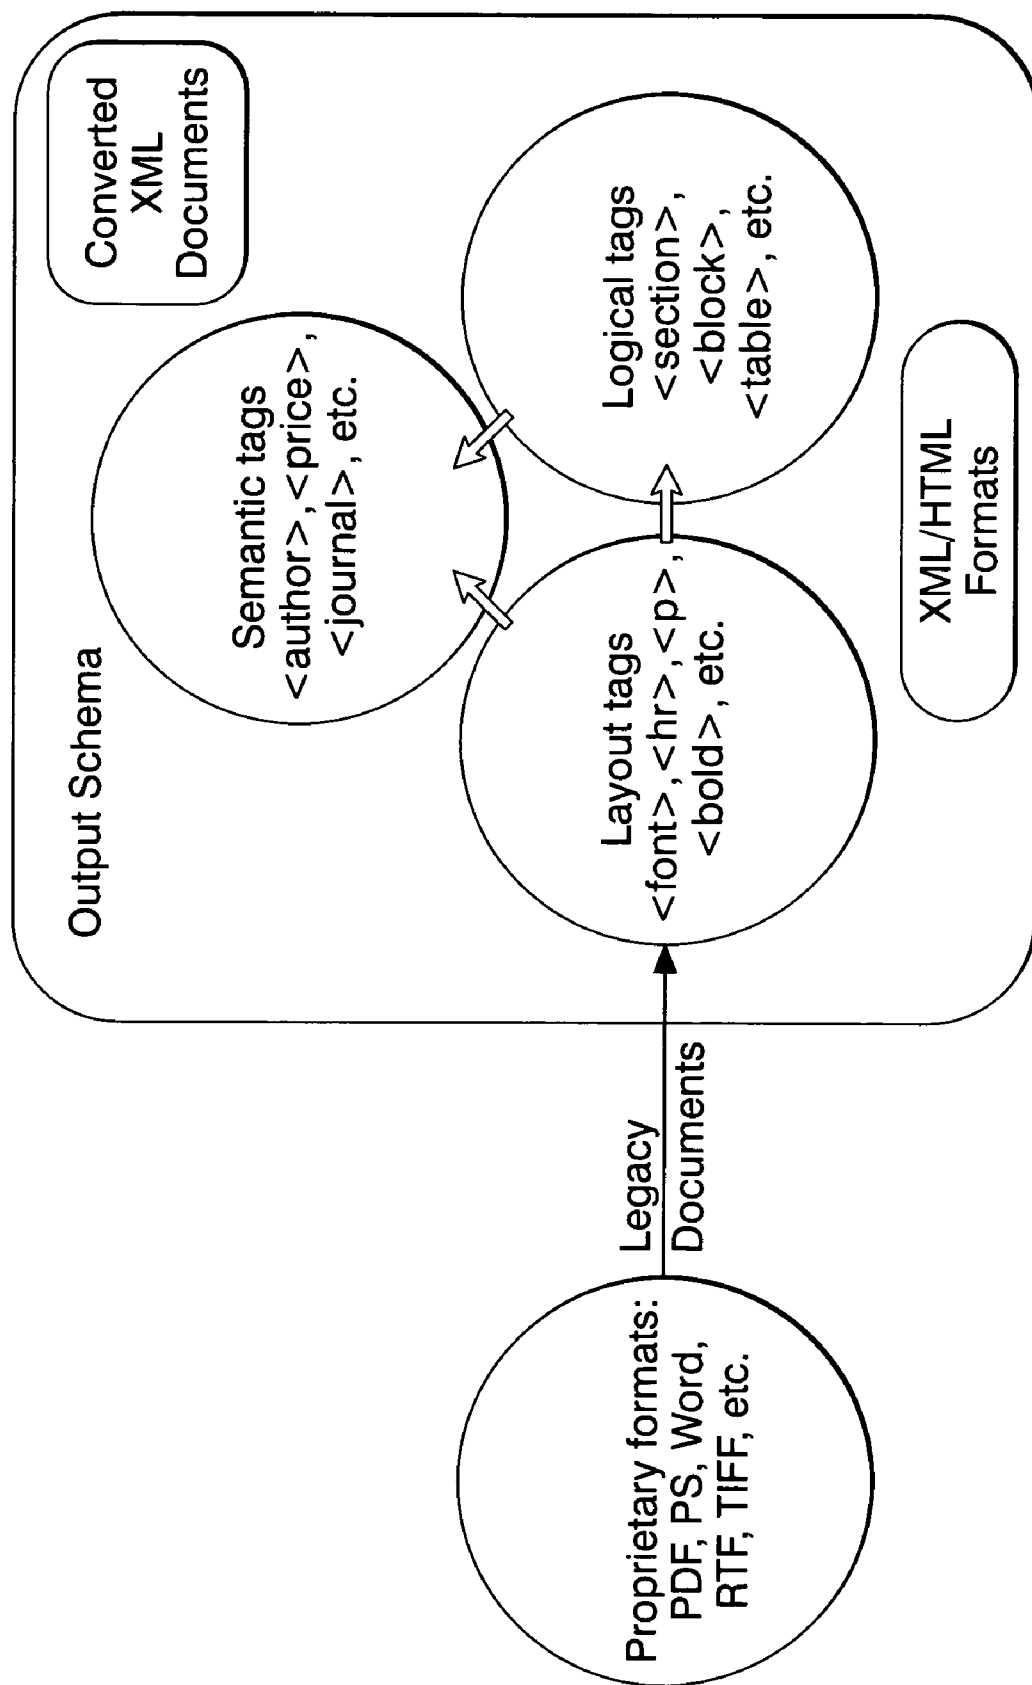 Proprietary formats:
PDF, PS, Word,
RTF, TIFF, etc.
Legacy
Documents
Output Schema
Semantic tags
<author>,<price>,
<journal>, etc.
Converted
XML
Documents
Layout tags
<font>,<hr>,<p>,
<bold>, etc.
Logical tags
<section>,
<block>,
<table>, etc.
XML/HTML
Formats